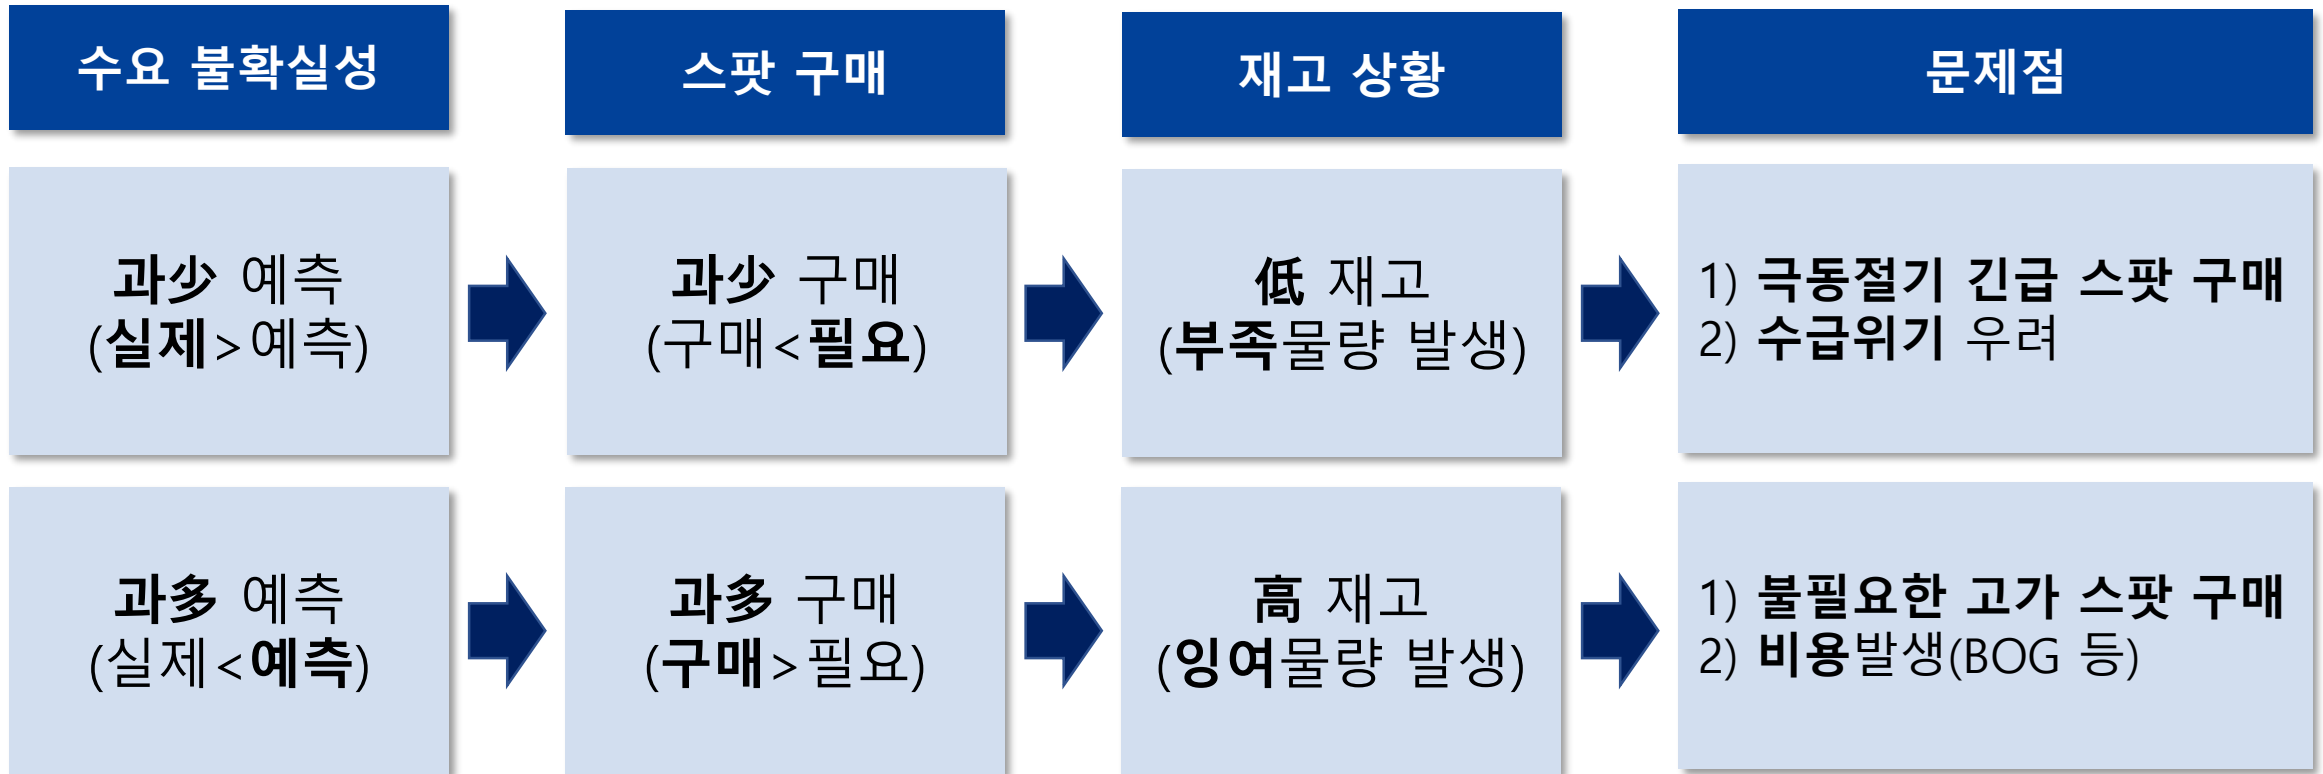 수요 불확실성
스팟 구매
재고 상황
문제점
과少 예측
(실제>예측)
과少 구매
(구매<필요)
低 재고
(부족물량 발생)
1) 극동절기 긴급 스팟 구매
2) 수급위기 우려
과多 예측
(실제<예측)
과多 구매
(구매>필요)
高 재고
(잉여물량 발생)
1) 불필요한 고가 스팟 구매
2) 비용발생(BOG 등)